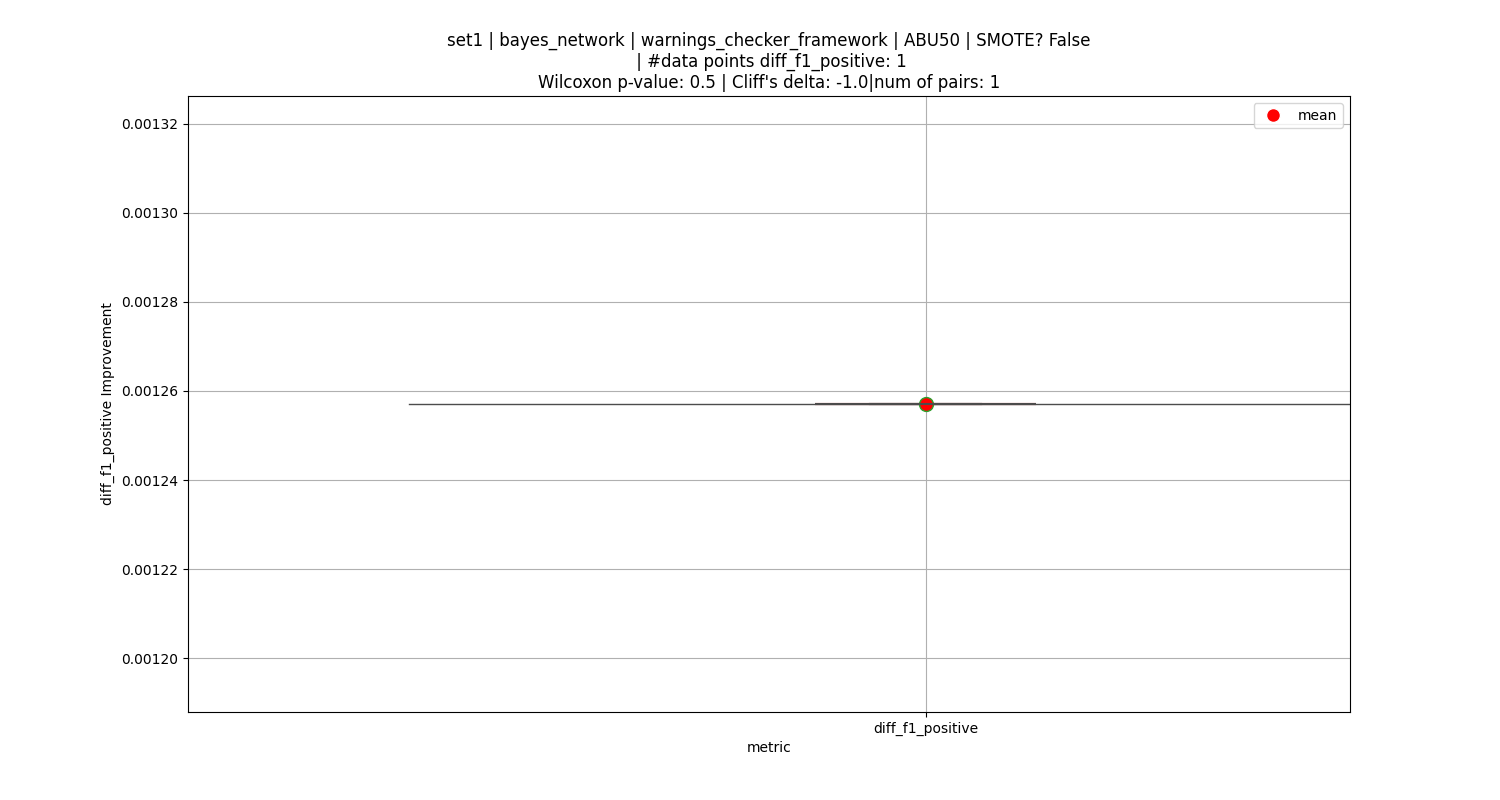 set1 | bayes_network | warnings_checker_framework | ABU50 | SMOTE? False
| #data points diff_f1_positive: 1
Wilcoxon p-value: 0.5 | Cliff's delta: -1.0|num of pairs: 1
mean
0.00132
0.00130
0.00128
0.00126
0.00124
0.00122
0.00120
diff_f1_positive Improvement
diff_f1_positive
metric